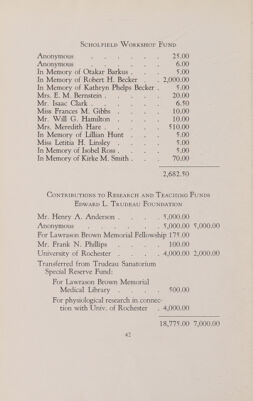 Scholfield Workshop Fund
Anonymous . . . . . . 25.00
Anonymous . . . . . . 6.00
In Memory of Otakar Barkus . . . 5.00
In Memory of Robert H. Becker . 2,000.00
In Memory of Kathryn Phelps Becker . 5.00
Mrs. E. M. Bernstein . . . . . 20.00
Mr. Isaac Clark . . . . . . 6.50
Miss Frances M. Gibbs . . . . 10.00
Mr. Will G. Hamilton . . . . 10.00
Mrs. Meredith Hare . . . . . 510.00
In Memory of Lillian Hunt . . . 5.00
Miss Letitia H. Linsley . . . . 5.00
In Memory of Isobel Ross . . . . 5.00
In Memory of Kirke M. Smith . . . 70.00
2,682.50
Contributions to Research and Teaching Funds
Edward L. Trudeau Foundation
Mr. Henry A. Anderson . . . . 5,000.00
Anonymous . . . . . 5,000.00 5,000.00
For Lawrason Brown Memorial Fellowship 175.00
Mr. Frank N. Phillips . . . 100.00
University of Rochester . . . . 4,000.00 2,000.00
Transferred from Trudeau Sanatorium
Special Reserve Fund:
For Lawrason Brown Memorial
Medical Library . . . . 500.00
For physiological research in connec-
tion with Univ. of Rochester . 4,000.00
18,775.00 7,000.00
42